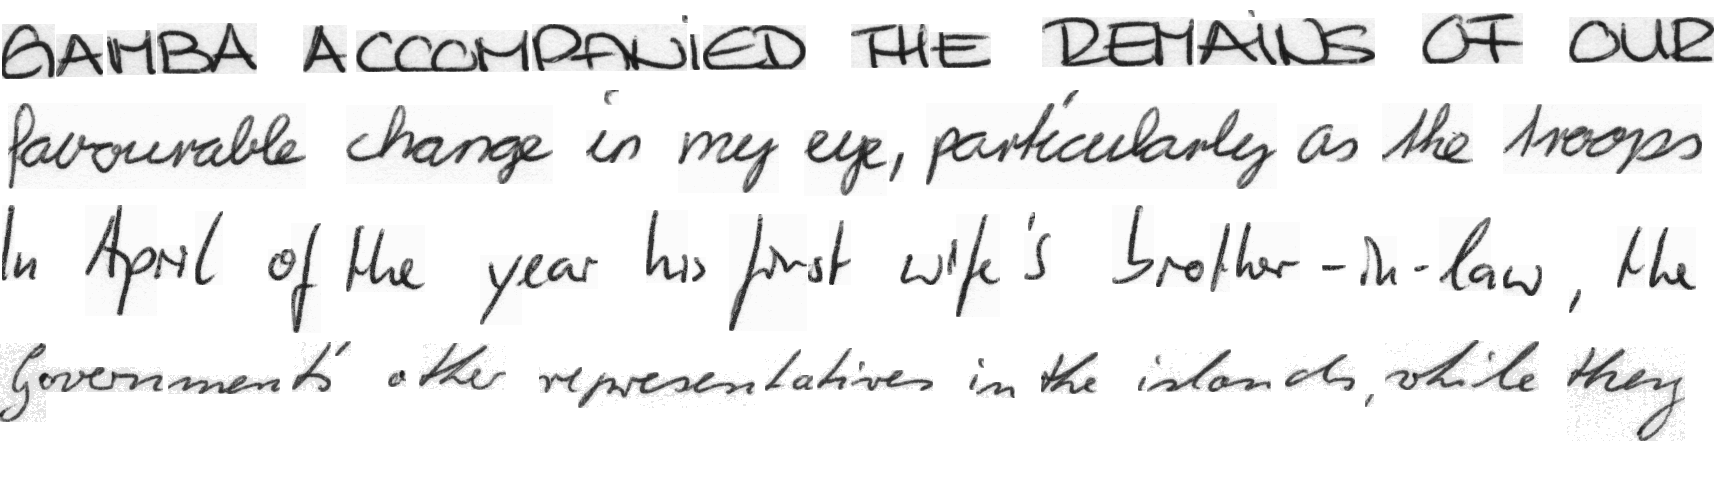 GAMBA ACCOMPANIED THE REMAINS OF OUR
favourable change in my eye, particularly as the troops
In April of the year his first wife's brother-in-law, the
Governments' other representatives in the islands, while they